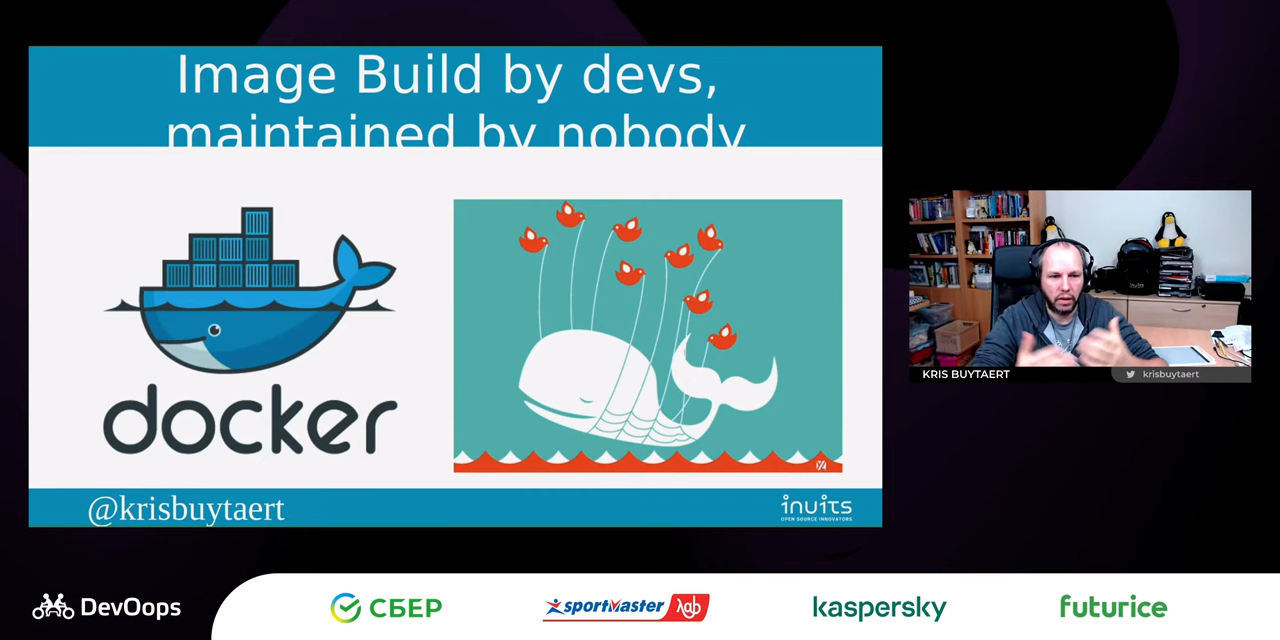 Image Build by devs,
maintained by nobody
docker
@krisbuytaert
inuits
OPEN SOURCE INNOVATORS
KRIS BUYTAERT
krisbuytaert
DevOops
СБЕР
sportmaster лаб
kaspersky
futurice